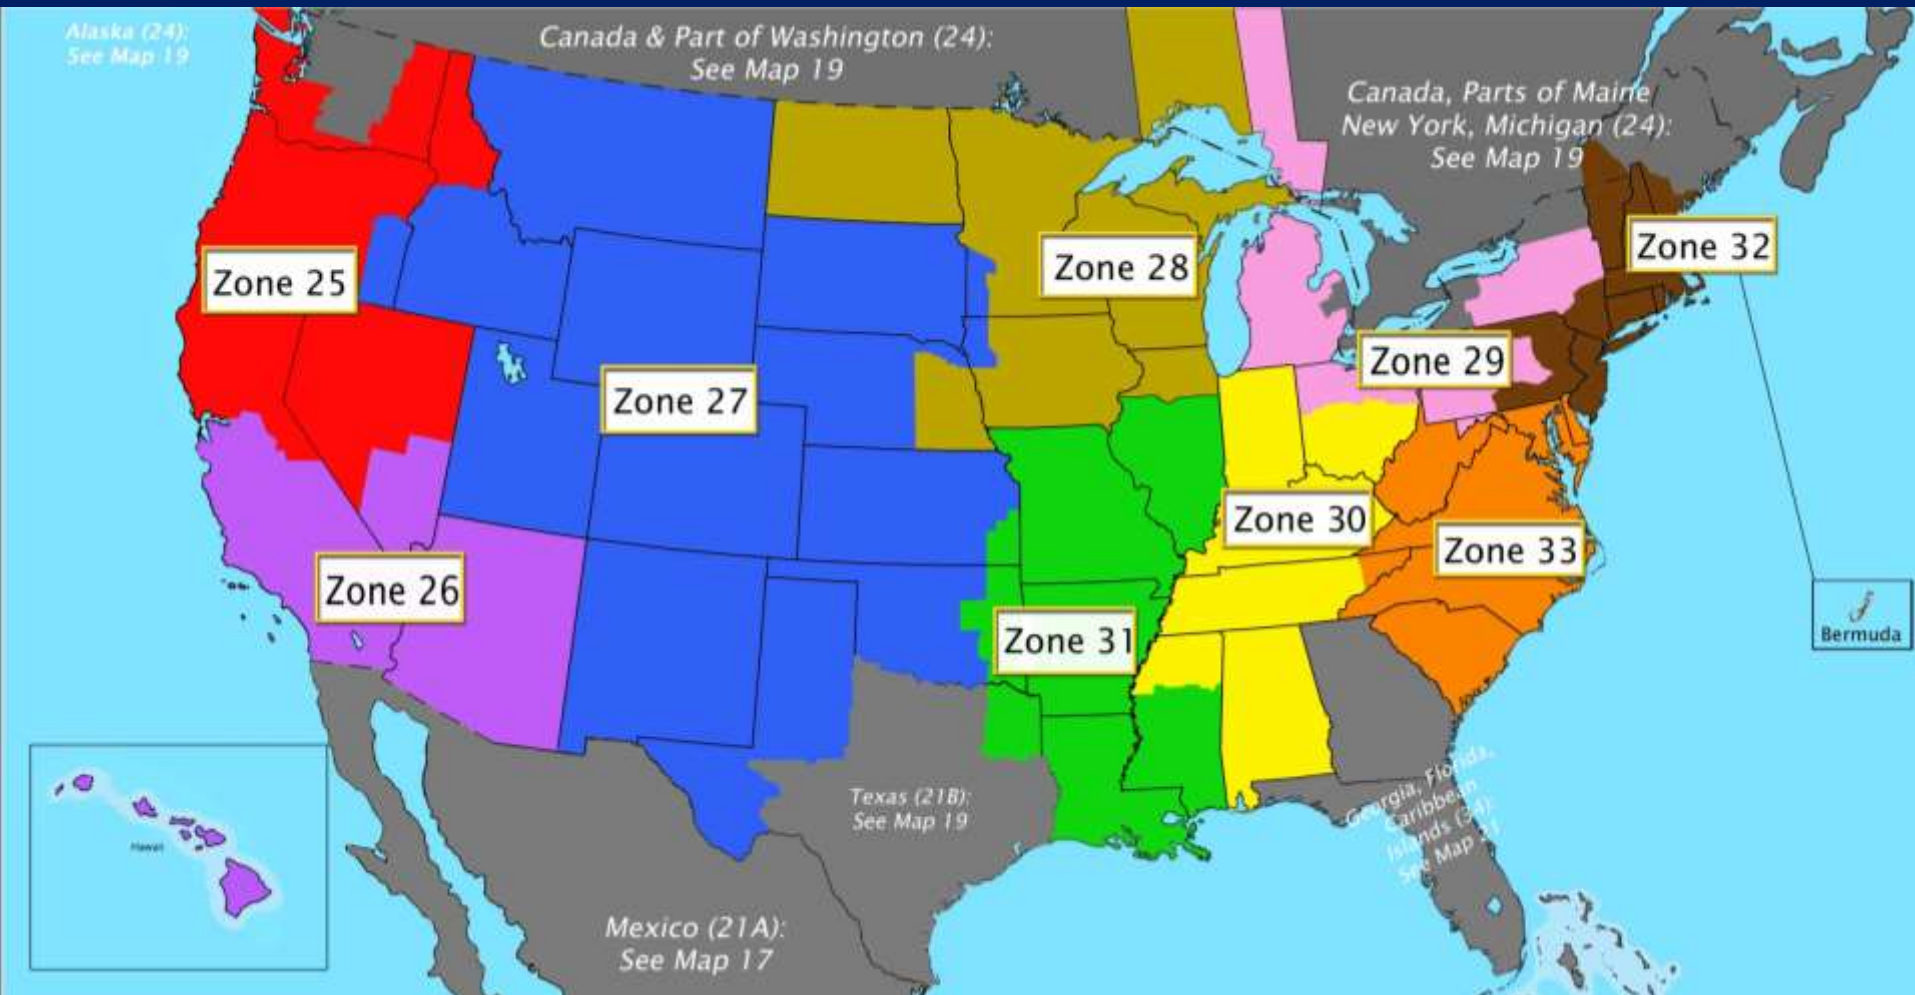 Alaska (24):
See Map 19
Canada & Part of Washington (24):
See Map 19
Canada, Parts of Maine
New York, Michigan (24):
See Map 19
Zone 25
Zone 28
Zone 32
Zone 29
Zone 27
Zone 30
Zone 33
Zone 26
Zone 31
Bermuda
Texas (21B):
See Map 19
Georgia, Florida,
Caribbean
Islands (34):
See Map 21
Hawaii
Mexico (21A):
See Map 17